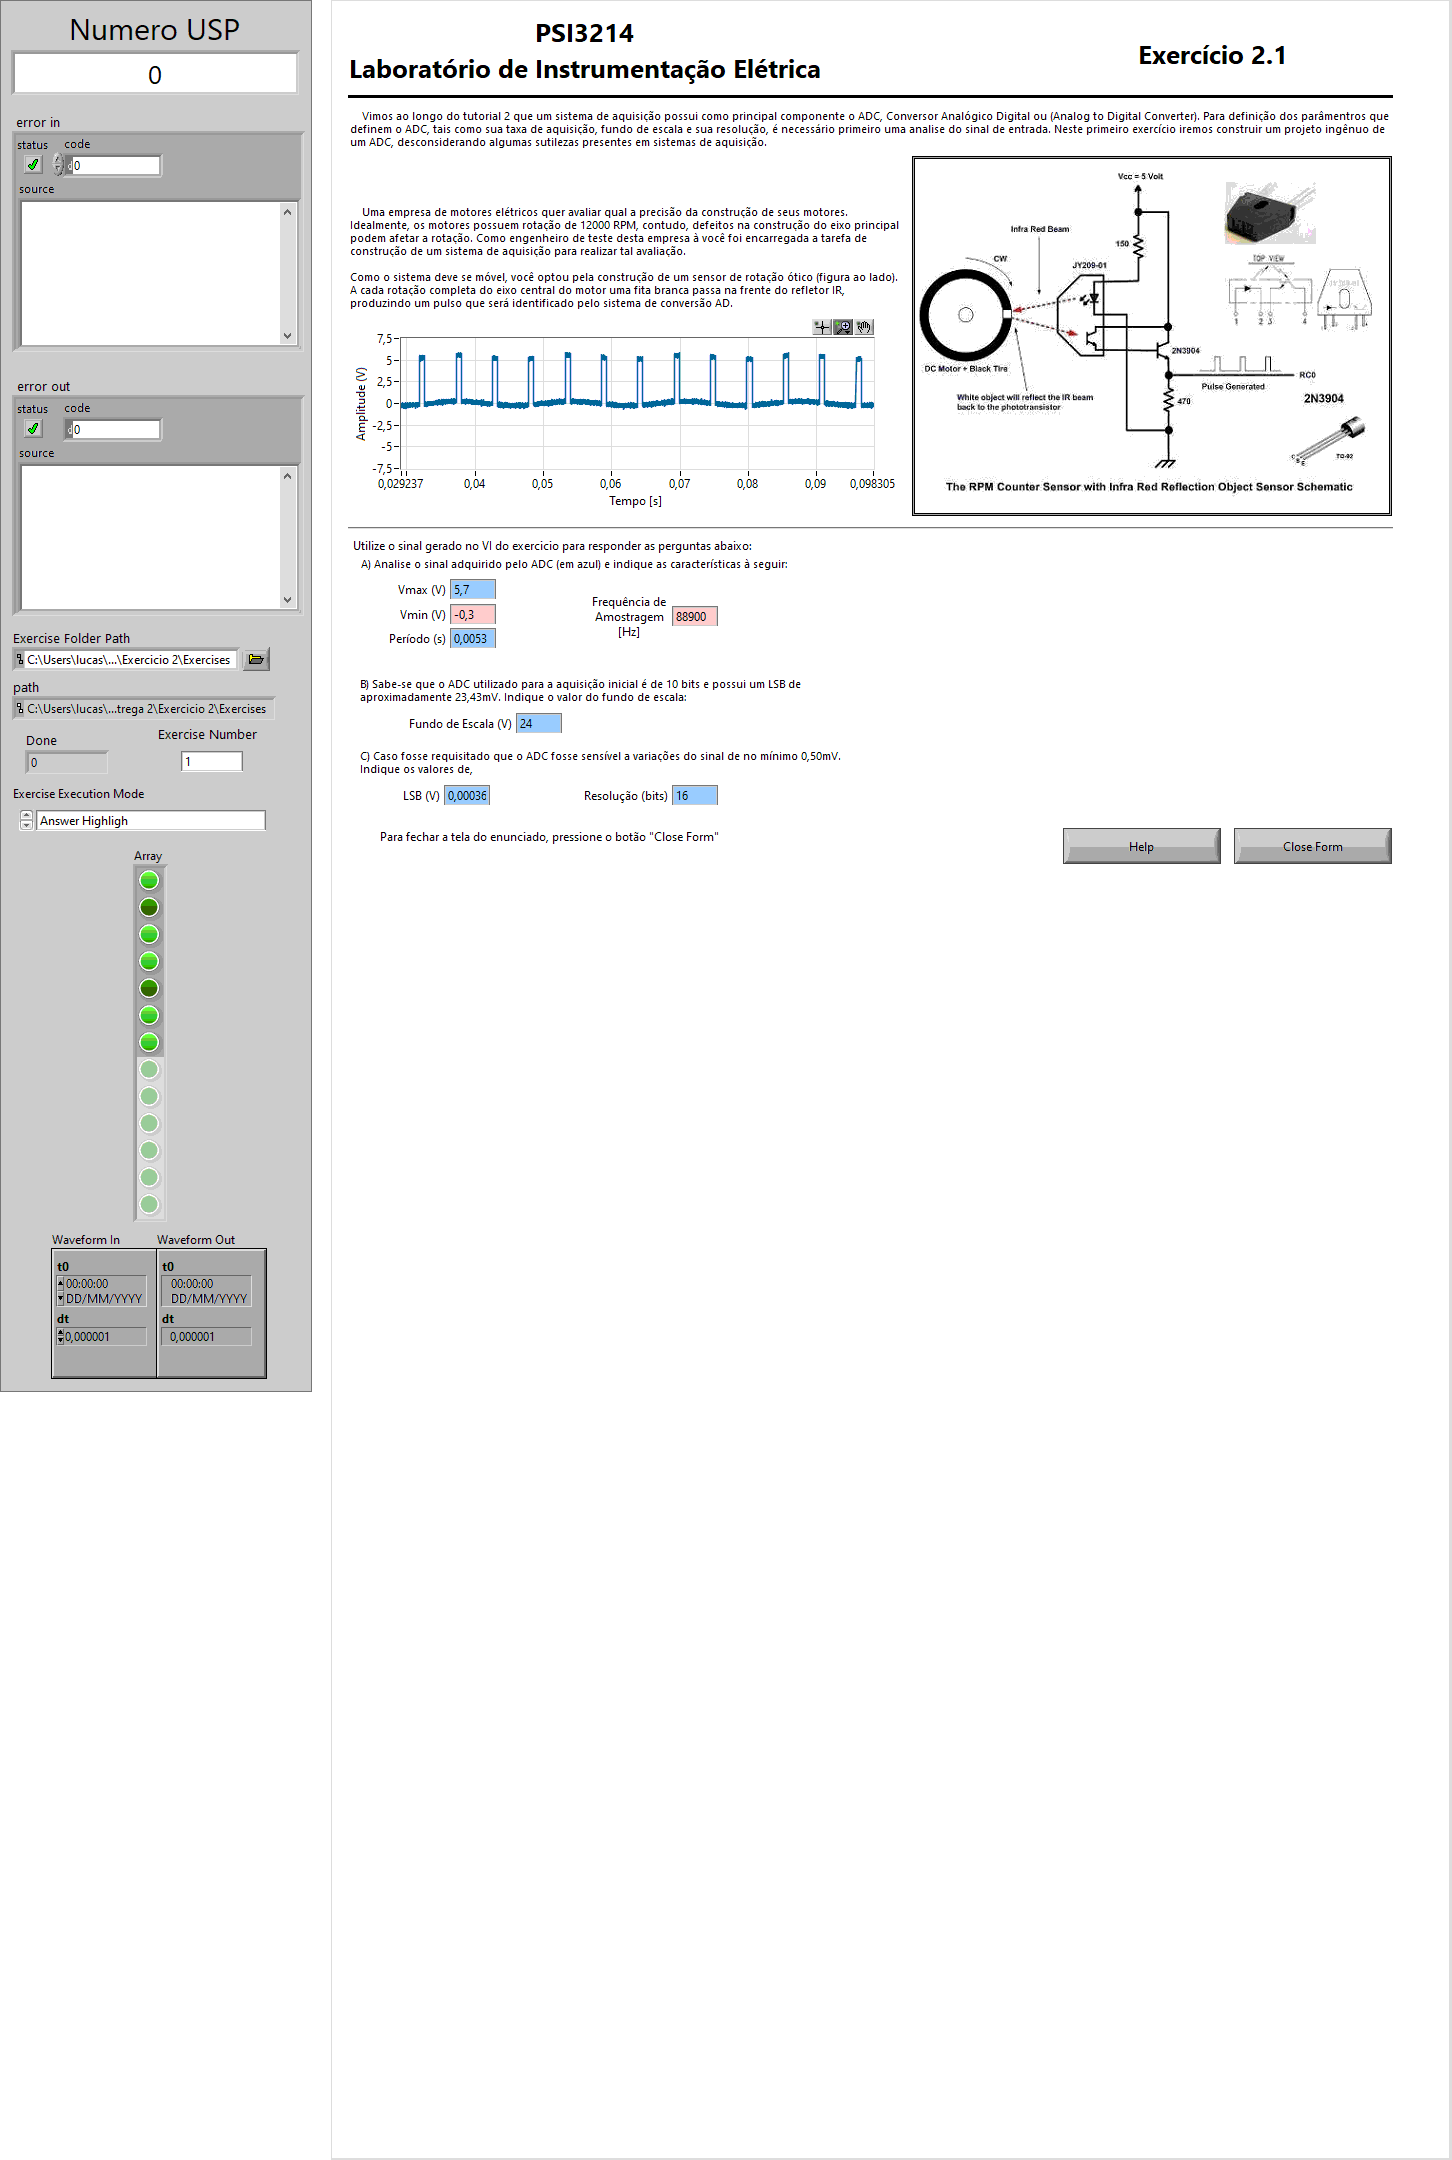 Numero USP
0
error in
status
code
0
source
error out
status
code
0
source
Exercise Folder Path
C:\Users\lucas\...\Exercicio 2\Exercises
path
C:\Users\lucas\...trega 2\Exercicio 2\Exercises
Done
Exercise Number
0
1
Exercise Execution Mode
Answer Highligh
Array
Waveform In
Waveform Out
t0
t0
00:00:00
00:00:00
DD/MM/YYYY
DD/MM/YYYY
dt
dt
0,000001
0,000001
PSI3214
Laboratório de Instrumentação Elétrica
Exercício 2.1
Vimos ao longo do tutorial 2 que um sistema de aquisição possui como principal componente o ADC, Conversor Analógico Digital ou (Analog to Digital Converter). Para definição dos parâmentros que
definem o ADC, tais como sua taxa de aquisição, fundo de escala e sua resolução, é necessário primeiro uma analise do sinal de entrada. Neste primeiro exercício iremos construir um projeto ingênuo de
um ADC, desconsiderando algumas sutilezas presentes em sistemas de aquisição.
Uma empresa de motores elétricos quer avaliar qual a precisão da construção de seus motores.
Idealmente, os motores possuem rotação de 12000 RPM, contudo, defeitos na construção do eixo principal
podem afetar a rotação. Como engenheiro de teste desta empresa à você foi encarregada a tarefa de
construção de um sistema de aquisição para realizar tal avaliação.
Como o sistema deve se móvel, você optou pela construção de um sensor de rotação ótico (figura ao lado).
A cada rotação completa do eixo central do motor uma fita branca passa na frente do refletor IR,
produzindo um pulso que será identificado pelo sistema de conversão AD.
Amplitude (V)
7,5
5
2,5
0
-2,5
-5
-7,5
0,029237
0,04
0,05
0,06
0,07
0,08
0,09
0,098305
Tempo [s]
Vcc = 5 Volt
Infra Red Beam
150
CW
JY209-01
TOP VIEW
1
2
3
4
2N3904
DC Motor + Black Tire
RC0
Pulse Generated
470
2N3904
White object will reflect the IR beam
back to the phototransistor
C
B
E
TO-92
The RPM Counter Sensor with Infra Red Reflection Object Sensor Schematic
Utilize o sinal gerado no VI do exercicio para responder as perguntas abaixo:
A) Analise o sinal adquirido pelo ADC (em azul) e indique as características à seguir:
Vmax (V)
5,7
Vmin (V)
-0,3
Período (s)
0,0053
Frequência de
Amostragem
[Hz]
88900
B) Sabe-se que o ADC utilizado para a aquisição inicial é de 10 bits e possui um LSB de
aproximadamente 23,43mV. Indique o valor do fundo de escala:
Fundo de Escala (V)
24
C) Caso fosse requisitado que o ADC fosse sensível a variações do sinal de no mínimo 0,50mV.
Indique os valores de,
LSB (V)
0,00036
Resolução (bits)
16
Para fechar a tela do enunciado, pressione o botão "Close Form"
Help
Close Form